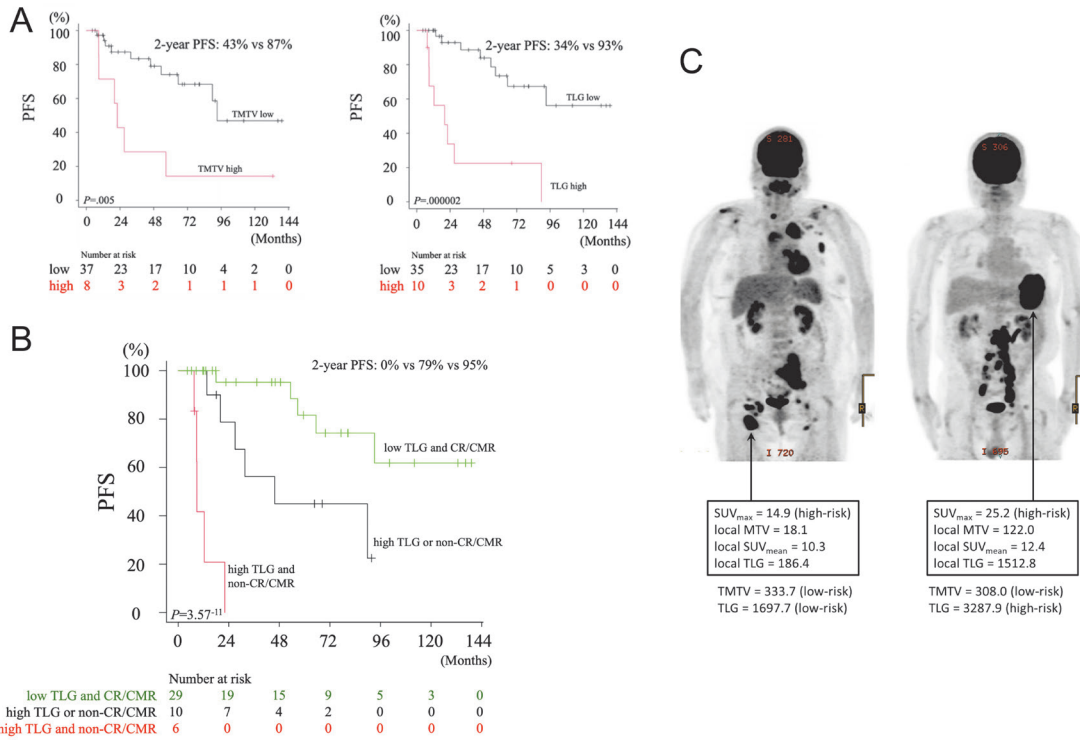 A
(%)
100
80
60
40
20
0
PFS
2-year PFS: 43% vs 87%
TMTV low
TMTV high
P=.005
0 24 48 72 96 120 144
(Months)
Number at risk
low 37 23 17 10 4 2 0
high 8 3 2 1 1 1 0
(%)
100
80
60
40
20
0
PFS
2-year PFS: 34% vs 93%
TLG low
TLG high
P=.000002
0 24 48 72 96 120 144
(Months)
Number at risk
low 35 23 17 10 5 3 0
high 10 3 2 1 0 0 0
B
(%)
100
80
60
40
20
0
PFS
2-year PFS: 0% vs 79% vs 95%
low TLG and CR/CMR
high TLG or non-CR/CMR
high TLG and
non-CR/CMR
P=3.57-11
0 24 48 72 96 120 144
(Months)
Number at risk
low TLG and CR/CMR 29 19 15 9 5 3 0
high TLG or non-CR/CMR 10 7 4 2 0 0 0
high TLG and non-CR/CMR 6 0 0 0 0 0 0
C
S 281
R
I 720
SUVmax = 14.9 (high-risk)
local MTV = 18.1
local SUVmean = 10.3
local TLG = 186.4
TMTV = 333.7 (low-risk)
TLG = 1697.7 (low-risk)
S 306
R
SUVmax = 25.2 (high-risk)
local MTV = 122.0
local SUVmean = 12.4
local TLG = 1512.8
TMTV = 308.0 (low-risk)
TLG = 3287.9 (high-risk)